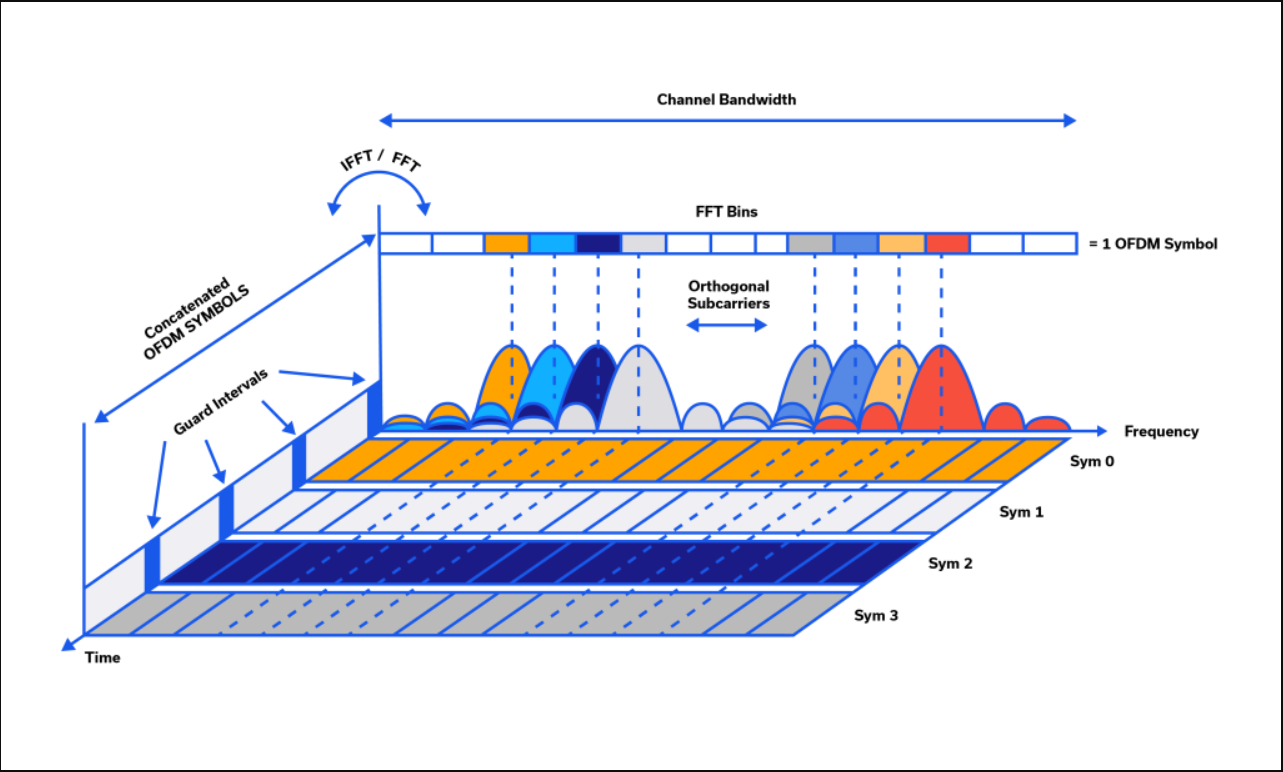 Channel Bandwidth
IFFT / FFT
FFT Bins
= 1 OFDM Symbol
Concatenated
OFDM SYMBOLS
Orthogonal
Subcarriers
Guard Intervals
Frequency
Sym 0
Sym 1
Sym 2
Sym 3
Time